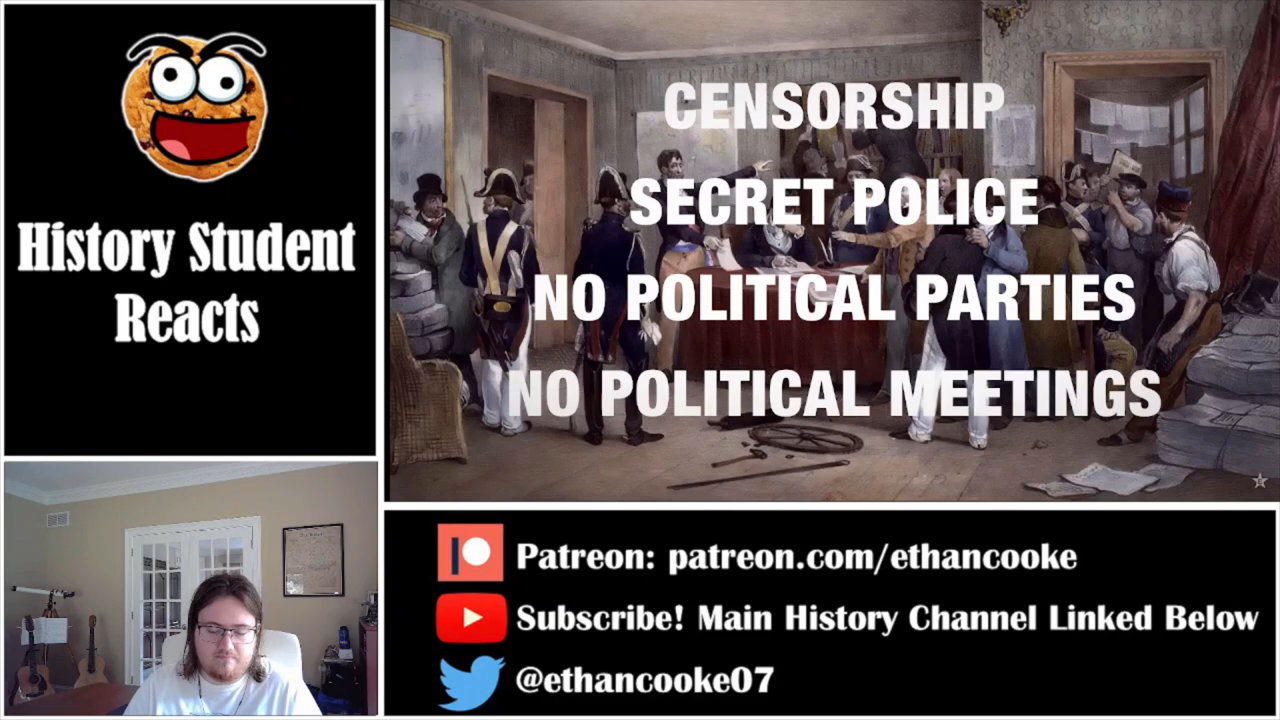 History Student
Reacts
CENSORSHIP
SECRET POLICE
NO POLITICAL PARTIES
NO POLITICAL MEETINGS
Patreon: patreon.com/ethancooke
Subscribe! Main History Channel Linked Below
@ethancooke07